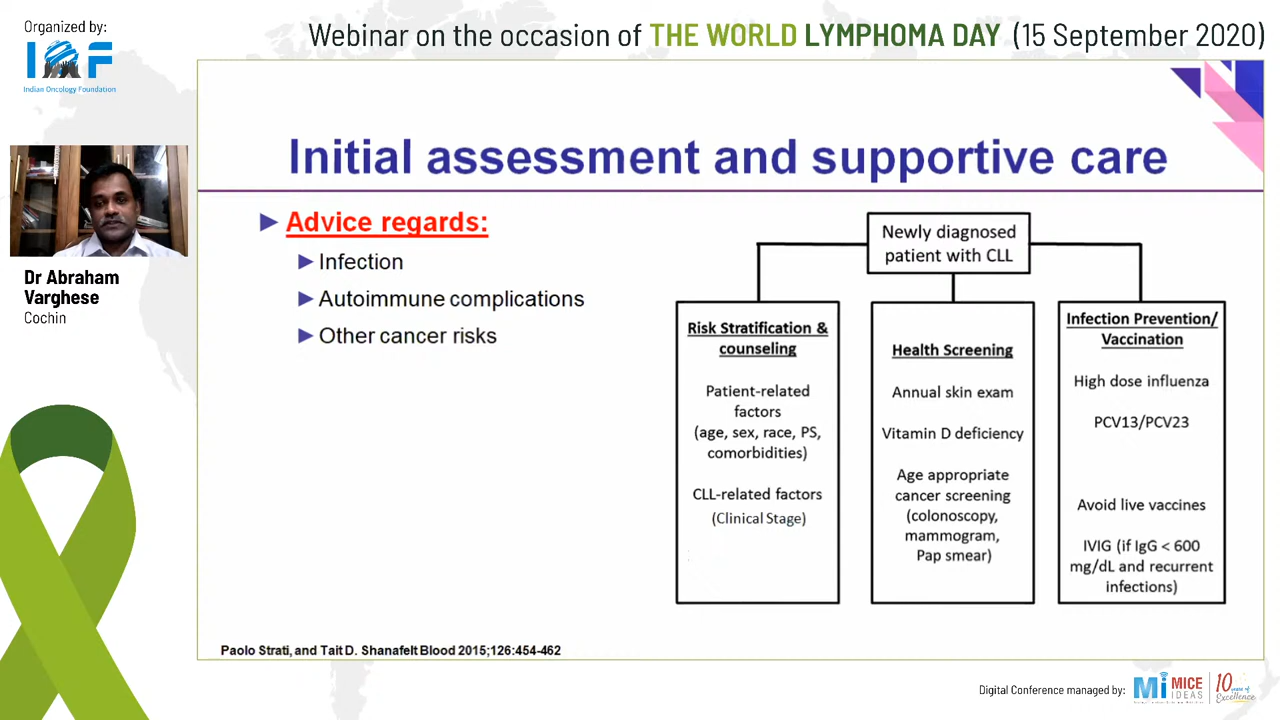 Organized by:
IOF
Indian Oncology Foundation
Webinar on the occasion of THE WORLD LYMPHOMA DAY (15 September 2020)
Dr Abraham
Varghese
Cochin
Initial assessment and supportive care
Advice regards:
Infection
Autoimmune complications
Other cancer risks
Newly diagnosed
patient with CLL
Risk Stratification &
counseling
Patient-related
factors
(age, sex, race, PS,
comorbidities)
CLL-related factors
(Clinical Stage)
Health Screening
Annual skin exam
Vitamin D deficiency
Age appropriate
cancer screening
(colonoscopy,
mammogram,
Pap smear)
Infection Prevention/
Vaccination
High dose influenza
PCV13/PCV23
Avoid live vaccines
IVIG (if IgG < 600
mg/dL and recurrent
infections)
Paolo Strati, and Tait D. Shanafelt Blood 2015;126:454-462
Digital Conference managed by:
Mi MICE
IDEAS
10 years of
Excellence